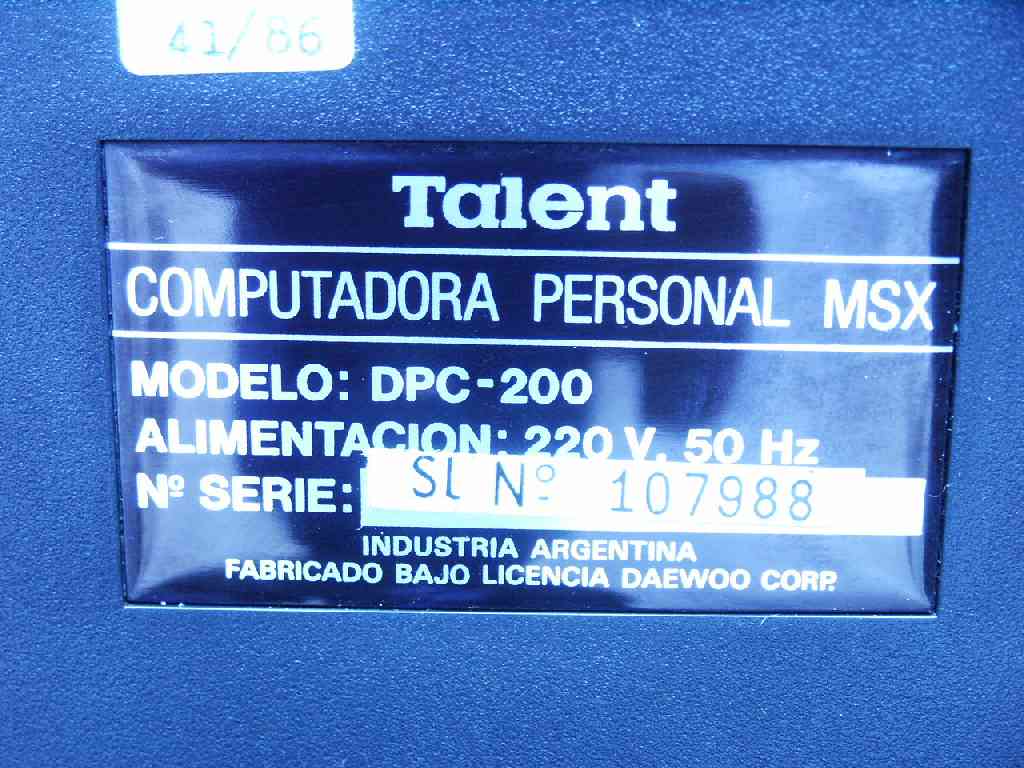 41/86
Talent
COMPUTADORA PERSONAL MSX
MODELO: DPC-200
ALIMENTACION: 220 V. 50 Hz
Nº SERIE: SL Nº 107988
INDUSTRIA ARGENTINA
FABRICADO BAJO LICENCIA DAEWOO CORP.